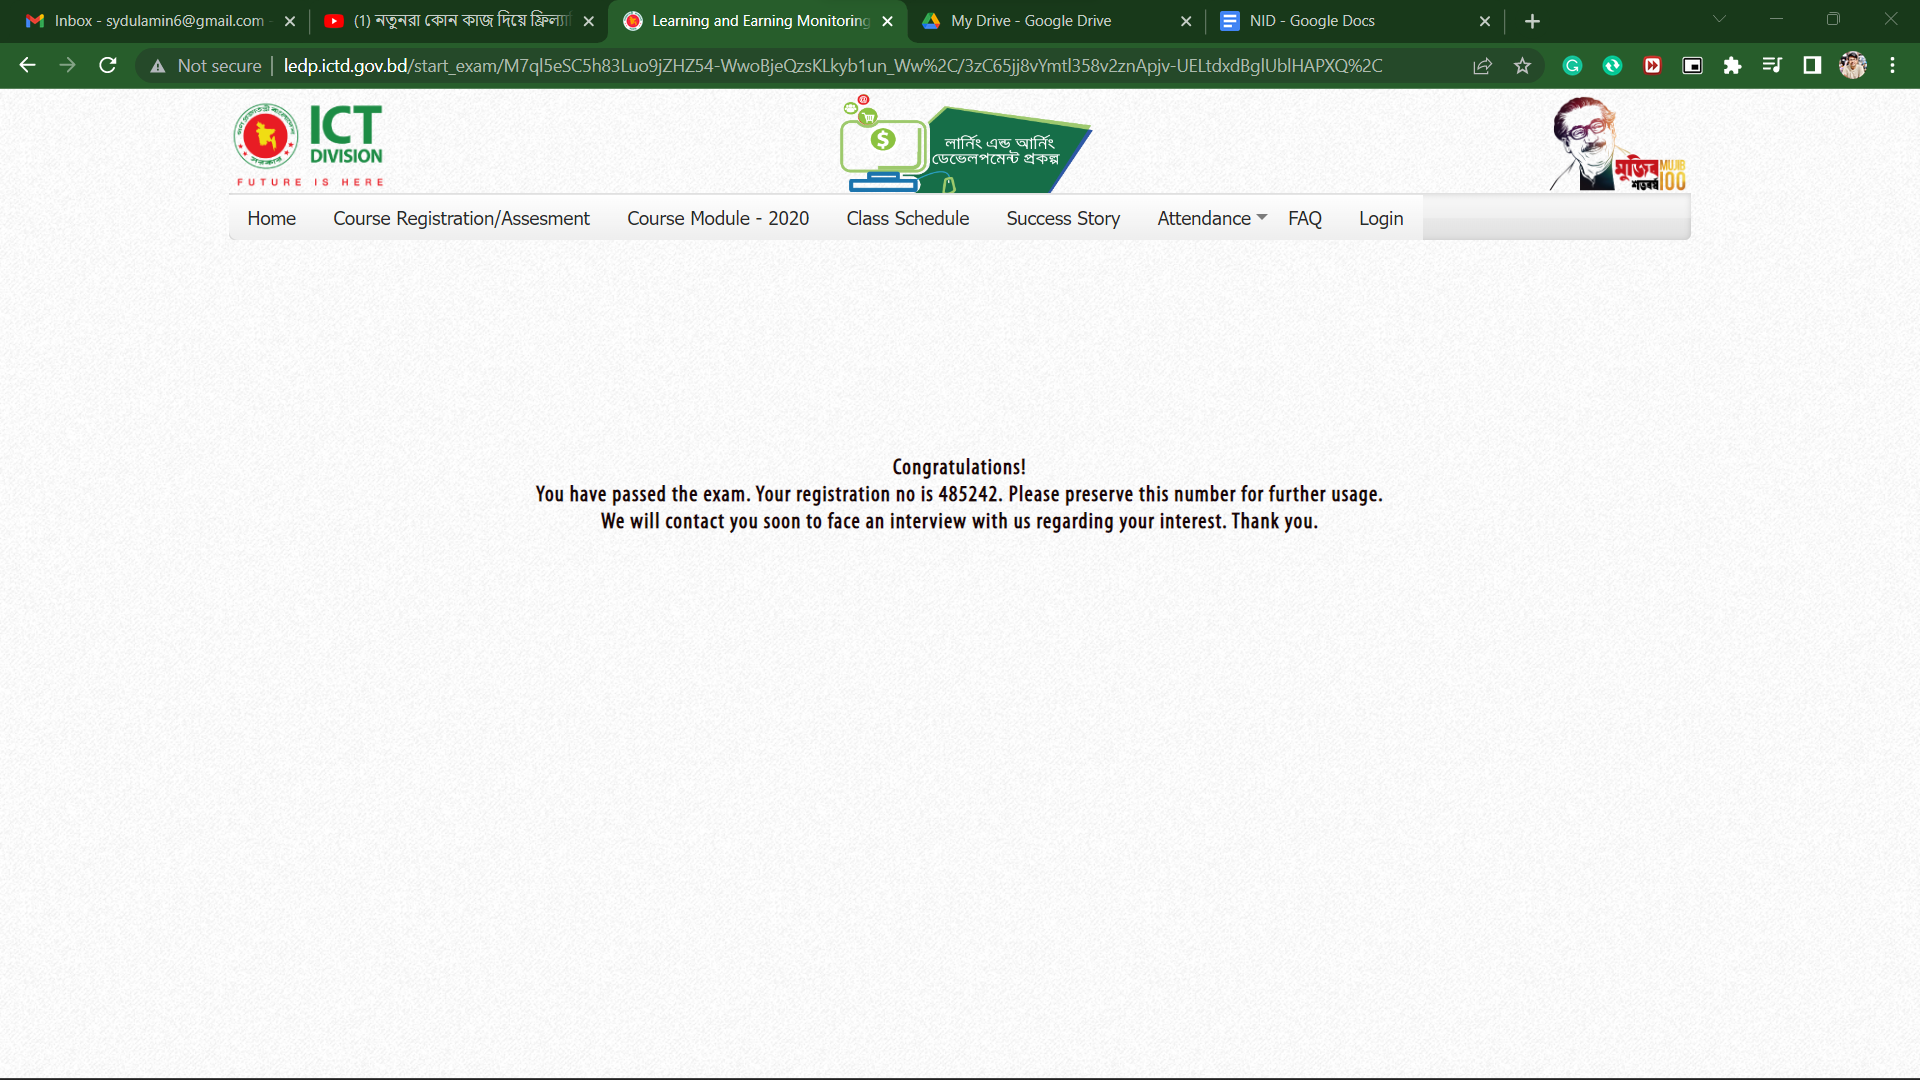 Inbox - sydulamin6@gmail.com -
(1) নতুনরা কোন কাজ দিয়ে ফ্রিল্যা
Learning and Earning Monitoring
My Drive - Google Drive
NID - Google Docs
Not secure
ledp.ictd.gov.bd/start_exam/M7ql5eSC5h83Luo9jZHZ54-WwoBjeQzsKLkyb1un_Ww%2C/3zC65jj8vYmtl358v2znApjv-UELtdxdBglUblHAPXQ%2C
ICT
DIVISION
FUTURE IS HERE
লার্নিং এন্ড আর্নিং
ডেভেলপমেন্ট প্রকল্প
মুজিব
শতবর্ষ
MUJIB
100
Home
Course Registration/Assesment
Course Module - 2020
Class Schedule
Success Story
Attendance
FAQ
Login
Congratulations!
You have passed the exam. Your registration no is 485242. Please preserve this number for further usage.
We will contact you soon to face an interview with us regarding your interest. Thank you.